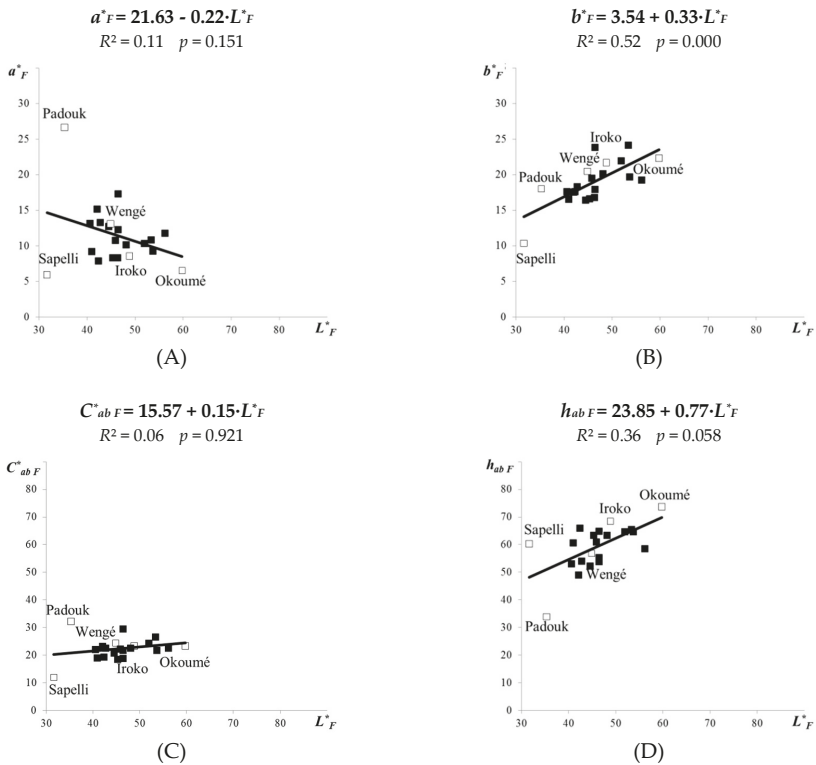 a*F = 21.63 - 0.22·L*F
R² = 0.11 p = 0.151
a*F
35
30
25
20
15
10
5
0
30 40 50 60 70 80
L*F
Padouk
Wengé
Sapelli
Iroko
Okoumé
(A)
b*F = 3.54 + 0.33·L*F
R² = 0.52 p = 0.000
b*F
35
30
25
20
15
10
5
0
30 40 50 60 70 80
L*F
Iroko
Wengé
Padouk
Okoumé
Sapelli
(B)
C*ab F = 15.57 + 0.15·L*F
R² = 0.06 p = 0.921
C*ab F
80
70
60
50
40
30
20
10
0
30 40 50 60 70 80
L*F
Padouk
Wengé
Iroko
Okoumé
Sapelli
(C)
hab F = 23.85 + 0.77·L*F
R² = 0.36 p = 0.058
hab F
80
70
60
50
40
30
20
10
0
30 40 50 60 70 80
L*F
Okoumé
Iroko
Sapelli
Wengé
Padouk
(D)